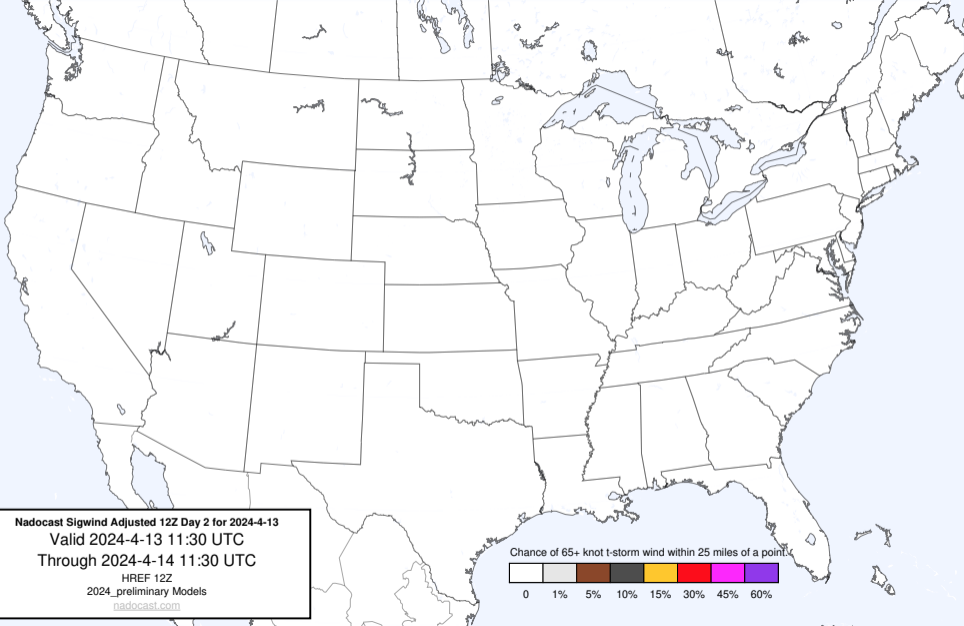 Nadocast Sigwind Adjusted 12Z Day 2 for 2024-4-13
Valid 2024-4-13 11:30 UTC
Through 2024-4-14 11:30 UTC
HREF 12Z
2024_preliminary Models
nadocast.com
Chance of 65+ knot t-storm wind within 25 miles of a point.
0 1% 5% 10% 15% 30% 45% 60%